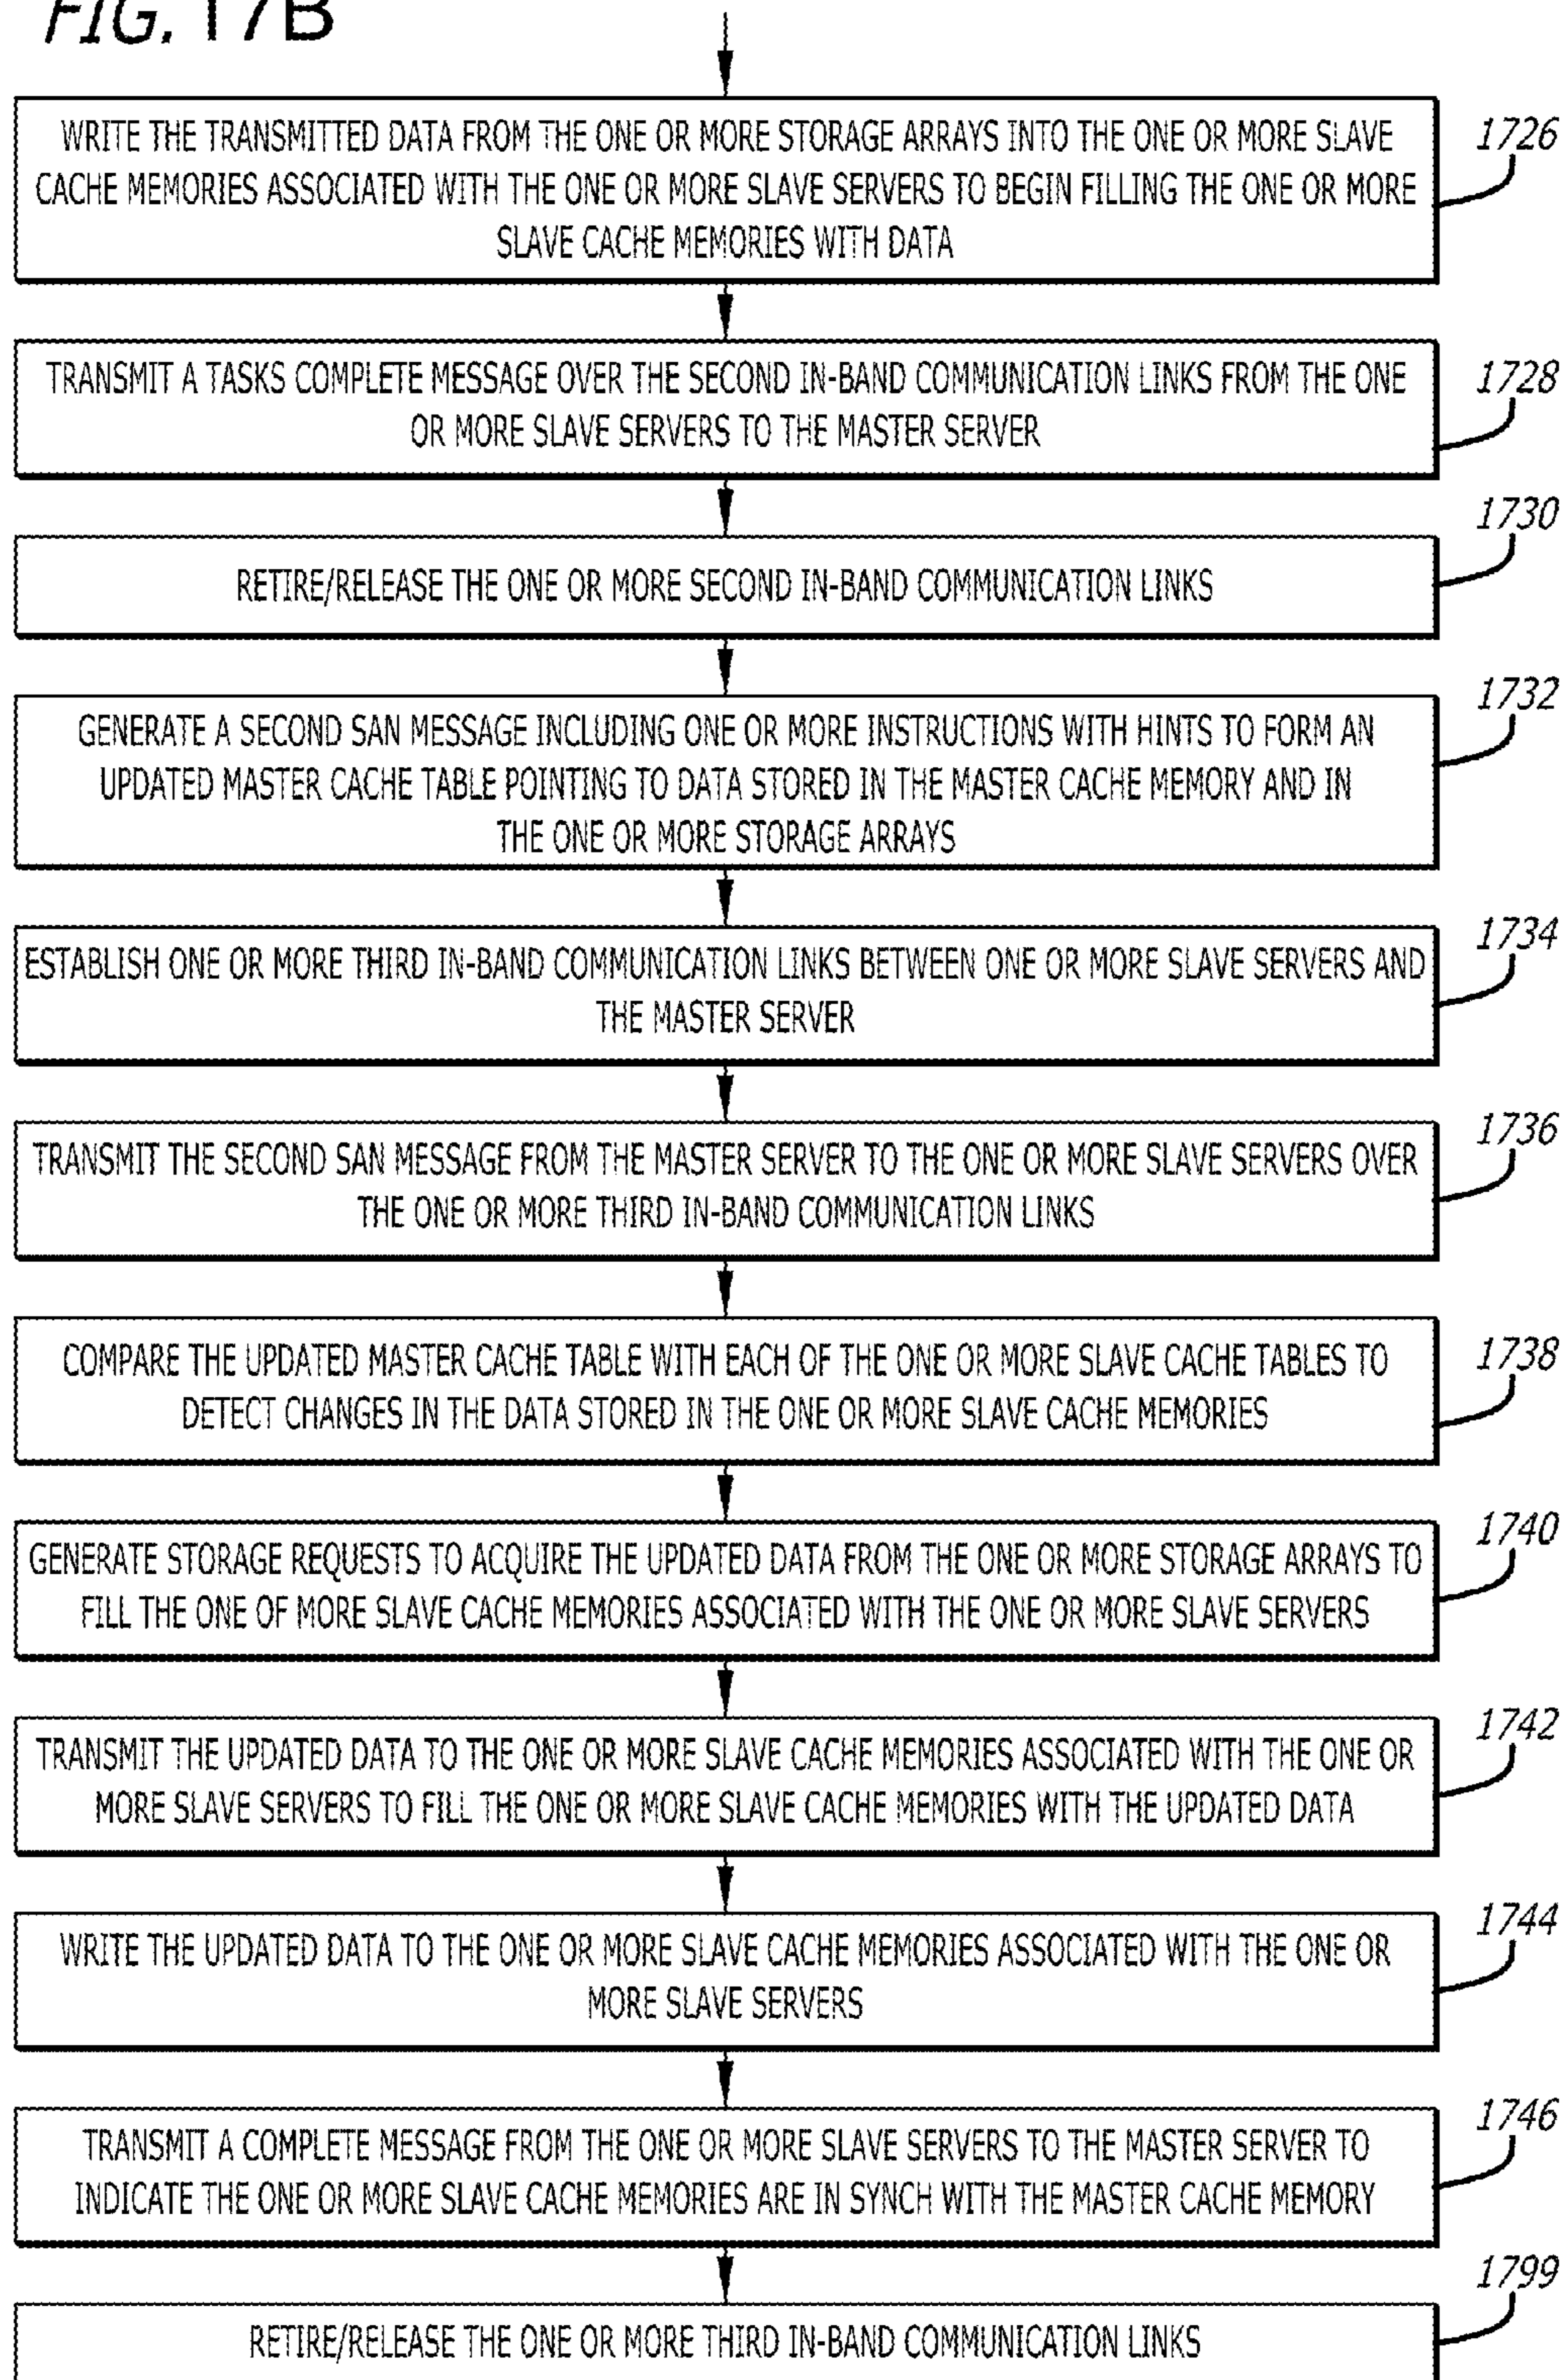 FIG. 17B
WRITE THE TRANSMITTED DATA FROM THE ONE OR MORE STORAGE ARRAYS INTO THE ONE OR MORE SLAVE
CACHE MEMORIES ASSOCIATED WITH THE ONE OR MORE SLAVE SERVERS TO BEGIN FILLING THE ONE OR MORE
SLAVE CACHE MEMORIES WITH DATA
1726
TRANSMIT A TASKS COMPLETE MESSAGE OVER THE SECOND IN-BAND COMMUNICATION LINKS FROM THE ONE
OR MORE SLAVE SERVERS TO THE MASTER SERVER
1728
RETIRE/RELEASE THE ONE OR MORE SECOND IN-BAND COMMUNICATION LINKS
1730
GENERATE A SECOND SAN MESSAGE INCLUDING ONE OR MORE INSTRUCTIONS WITH HINTS TO FORM AN
UPDATED MASTER CACHE TABLE POINTING TO DATA STORED IN THE MASTER CACHE MEMORY AND IN
THE ONE OR MORE STORAGE ARRAYS
1732
ESTABLISH ONE OR MORE THIRD IN-BAND COMMUNICATION LINKS BETWEEN ONE OR MORE SLAVE SERVERS AND
THE MASTER SERVER
1734
TRANSMIT THE SECOND SAN MESSAGE FROM THE MASTER SERVER TO THE ONE OR MORE SLAVE SERVERS OVER
THE ONE OR MORE THIRD IN-BAND COMMUNICATION LINKS
1736
COMPARE THE UPDATED MASTER CACHE TABLE WITH EACH OF THE ONE OR MORE SLAVE CACHE TABLES TO
DETECT CHANGES IN THE DATA STORED IN THE ONE OR MORE SLAVE CACHE MEMORIES
1738
GENERATE STORAGE REQUESTS TO ACQUIRE THE UPDATED DATA FROM THE ONE OR MORE STORAGE ARRAYS TO
FILL THE ONE OF MORE SLAVE CACHE MEMORIES ASSOCIATED WITH THE ONE OR MORE SLAVE SERVERS
1740
TRANSMIT THE UPDATED DATA TO THE ONE OR MORE SLAVE CACHE MEMORIES ASSOCIATED WITH THE ONE OR
MORE SLAVE SERVERS TO FILL THE ONE OR MORE SLAVE CACHE MEMORIES WITH THE UPDATED DATA
1742
WRITE THE UPDATED DATA TO THE ONE OR MORE SLAVE CACHE MEMORIES ASSOCIATED WITH THE ONE OR
MORE SLAVE SERVERS
1744
TRANSMIT A COMPLETE MESSAGE FROM THE ONE OR MORE SLAVE SERVERS TO THE MASTER SERVER TO
INDICATE THE ONE OR MORE SLAVE CACHE MEMORIES ARE IN SYNCH WITH THE MASTER CACHE MEMORY
1746
RETIRE/RELEASE THE ONE OR MORE THIRD IN-BAND COMMUNICATION LINKS
1799